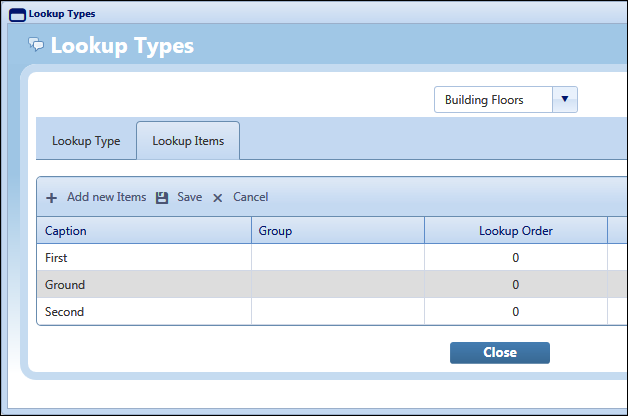 Lookup Types
Lookup Types
Building Floors
Lookup Type Lookup Items
Add new Items Save Cancel
Caption Group Lookup Order
First 0
Ground 0
Second 0
Close